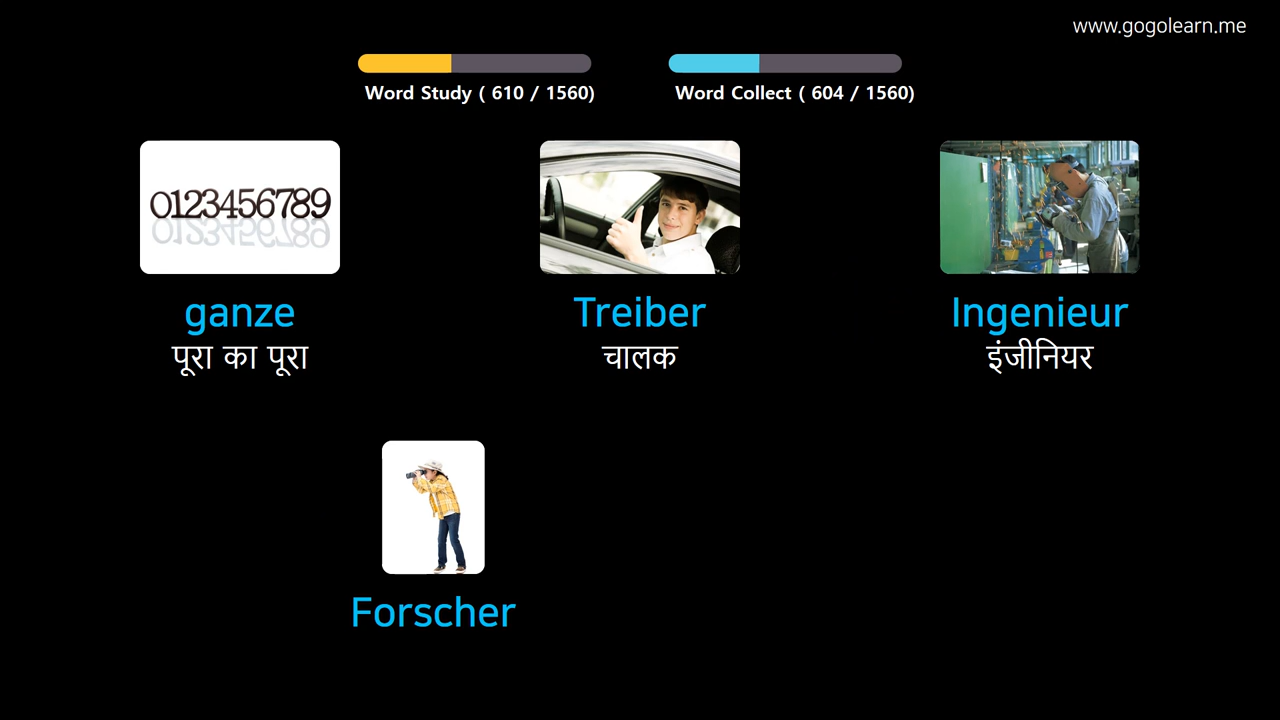 www.gogolearn.me
Word Study ( 610 / 1560)
Word Collect ( 604 / 1560)
0123456789
ganze
Treiber
Ingenieur
पूरा का पूरा
चालक
इंजीनियर
Forscher